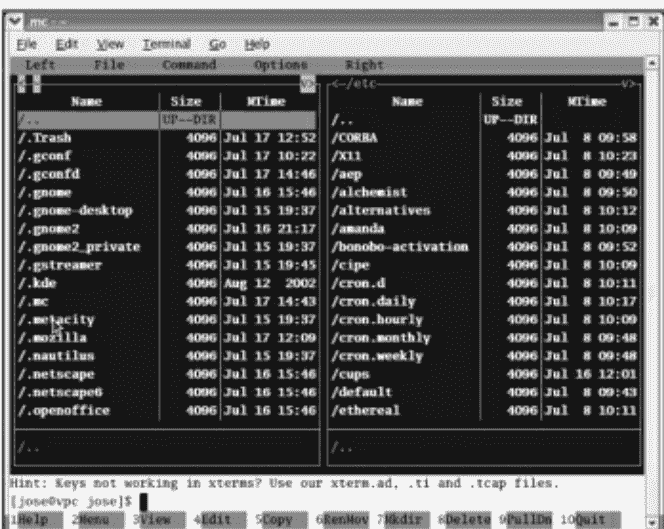 mc - ~
File Edit View Terminal Go Help
Left File Command Options Right
<-~ v> <-/etc v>
Name Size MTime Name Size MTime
/.. UP--DIR /.. UP--DIR
/.Trash 4096 Jul 17 12:52 /CORBA 4096 Jul 8 09:58
/.gconf 4096 Jul 17 10:22 /X11 4096 Jul 8 10:23
/.gconfd 4096 Jul 17 14:46 /aep 4096 Jul 8 09:49
/.gnome 4096 Jul 16 15:46 /alchemist 4096 Jul 8 09:50
/.gnome-desktop 4096 Jul 15 19:37 /alternatives 4096 Jul 8 10:12
/.gnome2 4096 Jul 16 21:17 /amanda 4096 Jul 8 10:09
/.gnome2_private 4096 Jul 15 19:37 /bonobo-activation 4096 Jul 8 09:52
/.gstreamer 4096 Jul 15 19:45 /cipe 4096 Jul 8 10:09
/.kde 4096 Aug 12 2002 /cron.d 4096 Jul 8 10:11
/.mc 4096 Jul 17 14:43 /cron.daily 4096 Jul 8 10:17
/.metacity 4096 Jul 15 19:37 /cron.hourly 4096 Jul 8 10:09
/.mozilla 4096 Jul 17 12:09 /cron.monthly 4096 Jul 8 09:48
/.nautilus 4096 Jul 15 19:37 /cron.weekly 4096 Jul 8 09:48
/.netscape 4096 Jul 16 15:46 /cups 4096 Jul 16 12:01
/.netscape6 4096 Jul 16 15:46 /default 4096 Jul 8 09:43
/.openoffice 4096 Jul 16 15:46 /ethereal 4096 Jul 8 10:11
/.. /..
Hint: Keys not working in xterms? Use our xterm.ad, .ti and .tcap files.
[jose@vpc jose]$
1Help 2Menu 3View 4Edit 5Copy 6RenMov 7Mkdir 8Delete 9PullDn 10Quit